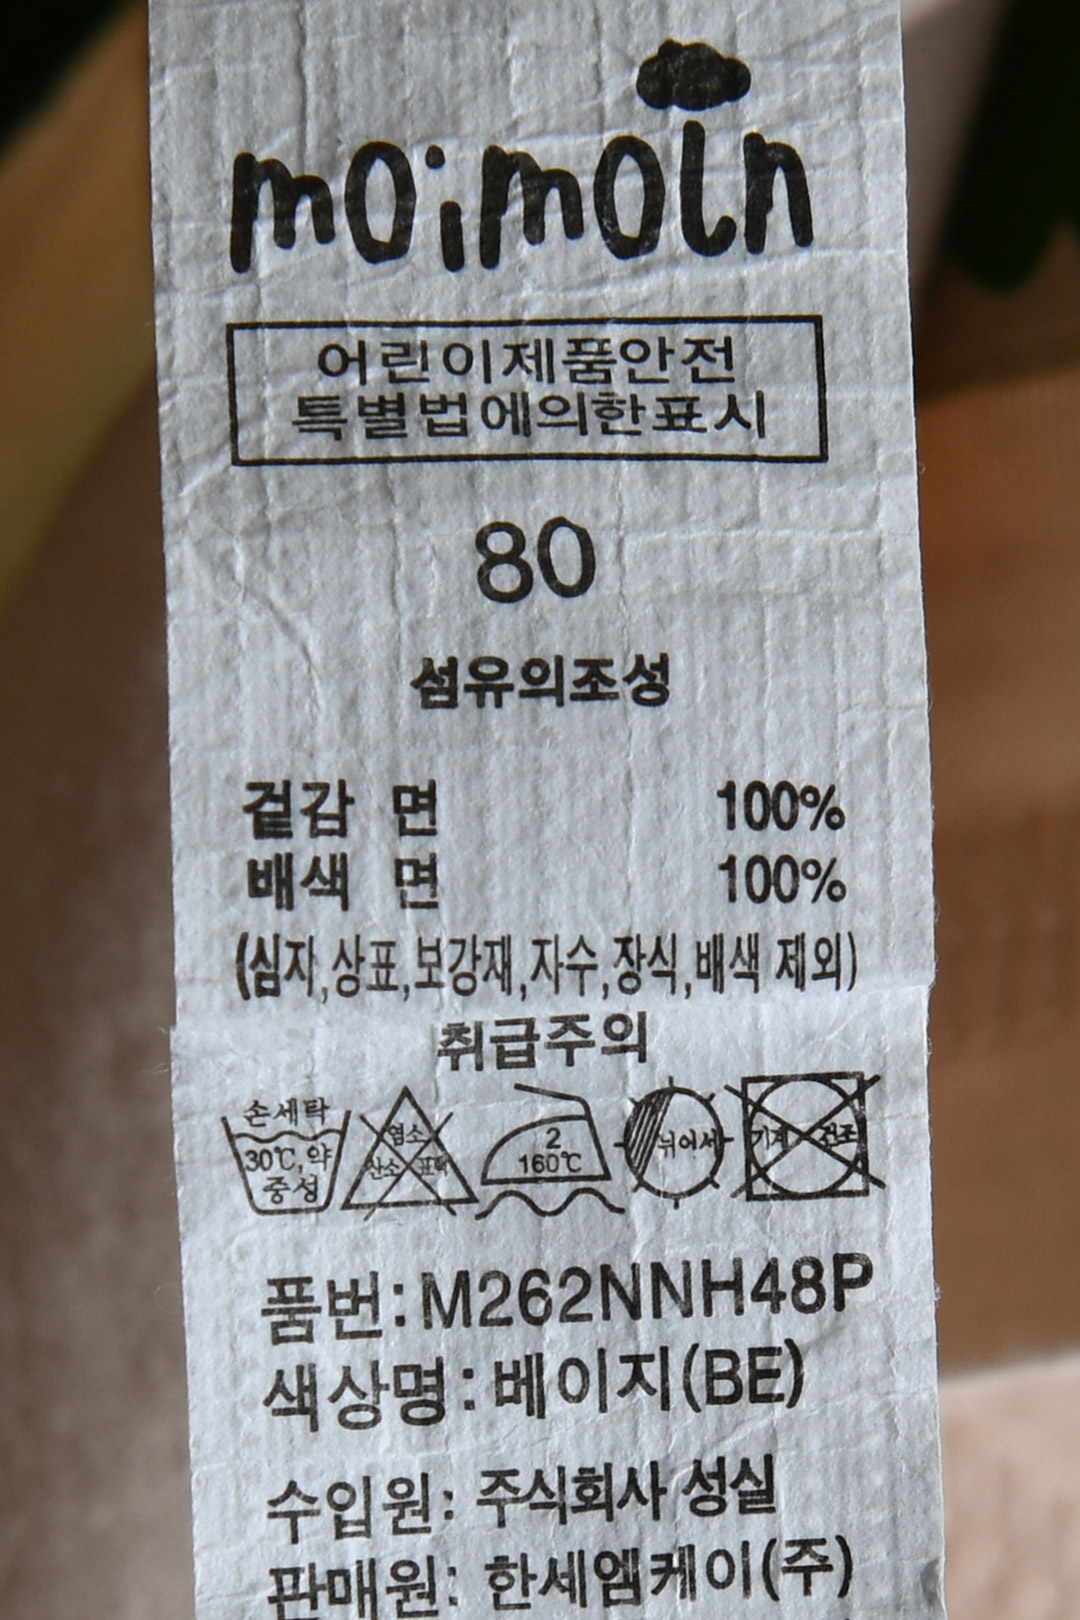 moimoln
어린이제품안전
특별법에의한표시
80
섬유의조성
겉감 면 100%
배색 면 100%
(심자,상표,보강재,자수,장식,배색 제외)
취급주의
손세탁
30℃,약
중성
염소
산소 표백
2
160℃
뉘어서
기계 건조
품번:M262NNH48P
색상명:베이지(BE)
수입원: 주식회사 성실
판매원: 한세엠케이(주)